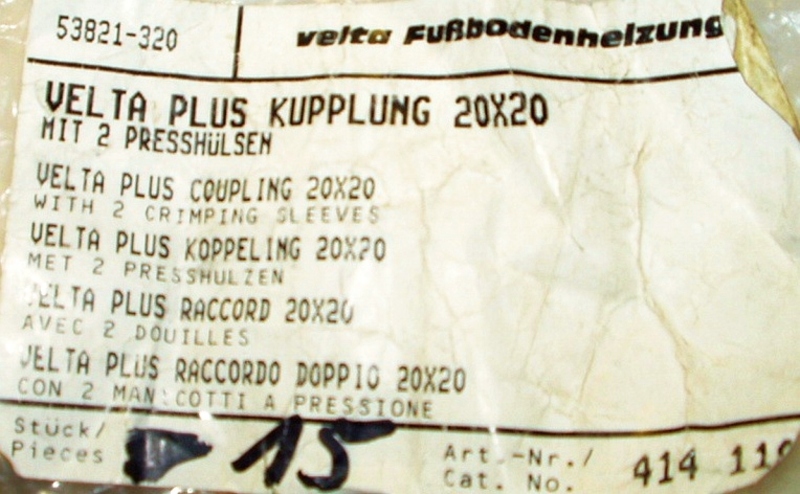 53821-320
velta Fußbodenheizung
VELTA PLUS KUPPLUNG 20X20
MIT 2 PRESSHüLSEN
VELTA PLUS COUPLING 20X20
WITH 2 CRIMPING SLEEVES
VELTA PLUS KOPPELING 20X20
MET 2 PRESSHULZEN
VELTA PLUS RACCORD 20X20
AVEC 2 DOUILLES
VELTA PLUS RACCORDO DOPPIO 20X20
CON 2 MANICOTTI A PRESSIONE
Stück/
Pieces
15
Art.-Nr./
Cat. No.
414